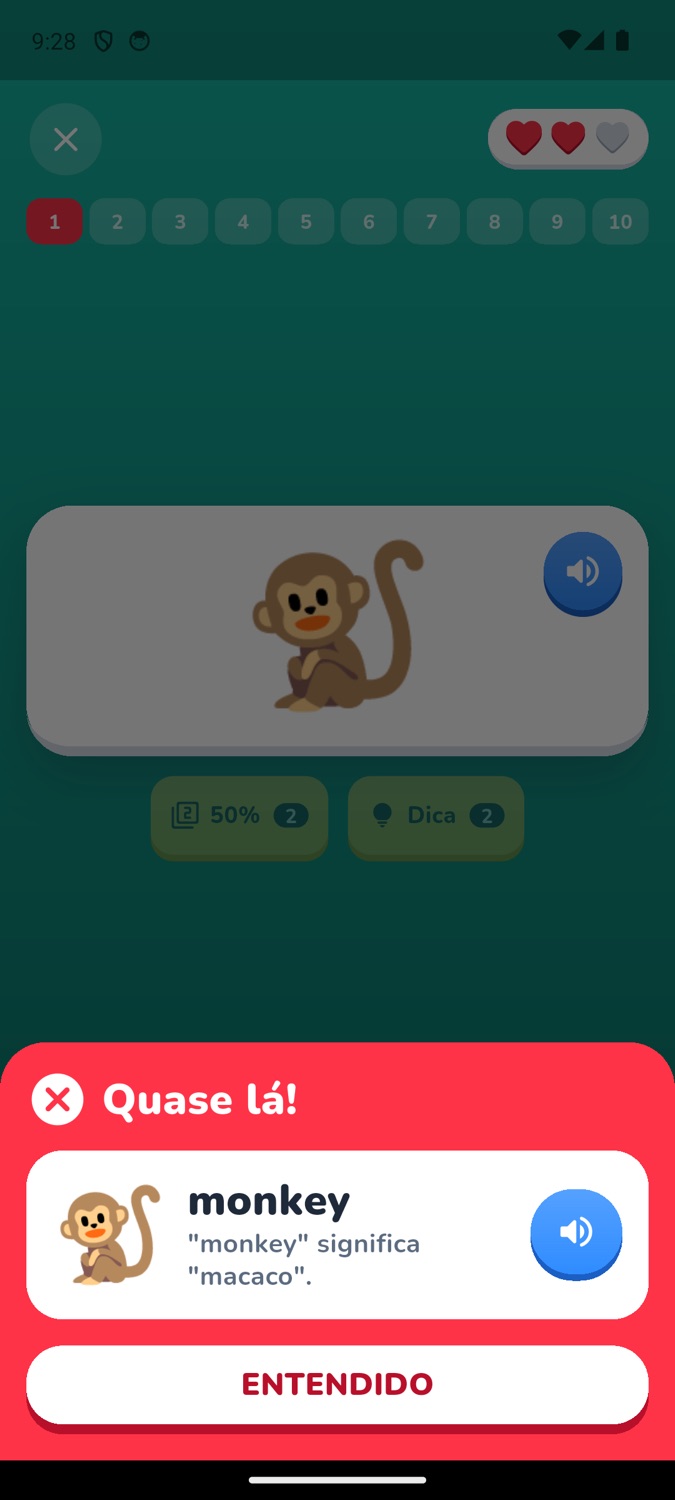 9:28
1 2 3 4 5 6 7 8 9 10
50% 2 Dica 2
Quase lá!
monkey
"monkey" significa
"macaco".
ENTENDIDO